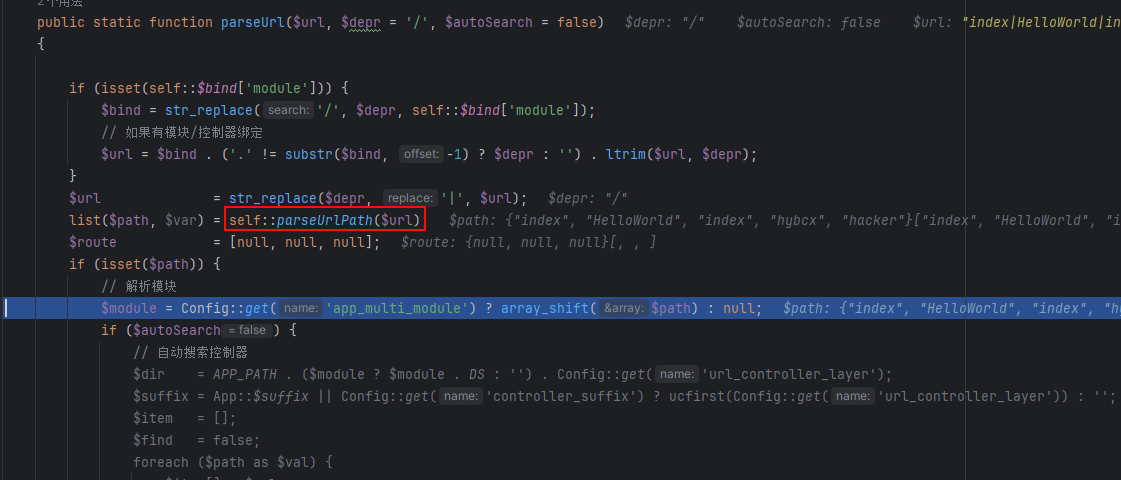 2个用法
public static function parseUrl($url, $depr = '/', $autoSearch = false)   $depr: "/"   $autoSearch: false   $url: "index|HelloWorld|in
{
if (isset(self::$bind['module'])) {
$bind = str_replace( search: '/', $depr, self::$bind['module']);
// 如果有模块/控制器绑定
$url = $bind . ('.' != substr($bind, offset: -1) ? $depr : '') . ltrim($url, $depr);
}
$url = str_replace($depr, replace: '|', $url);   $depr: "/"
list($path, $var) = self::parseUrlPath($url)   $path: {"index", "HelloWorld", "index", "hybcx", "hacker"}["index", "HelloWorld", "i
$route = [null, null, null];   $route: {null, null, null}[, , ]
if (isset($path)) {
// 解析模块
$module = Config::get( name: 'app_multi_module') ? array_shift( &array: $path) : null;   $path: {"index", "HelloWorld", "index", "h
if ($autoSearch = false ) {
// 自动搜索控制器
$dir = APP_PATH . ($module ? $module . DS : '') . Config::get( name: 'url_controller_layer');
$suffix = App::$suffix || Config::get( name: 'controller_suffix') ? ucfirst(Config::get( name: 'url_controller_layer')) : '';
$item = [];
$find = false;
foreach ($path as $val) {